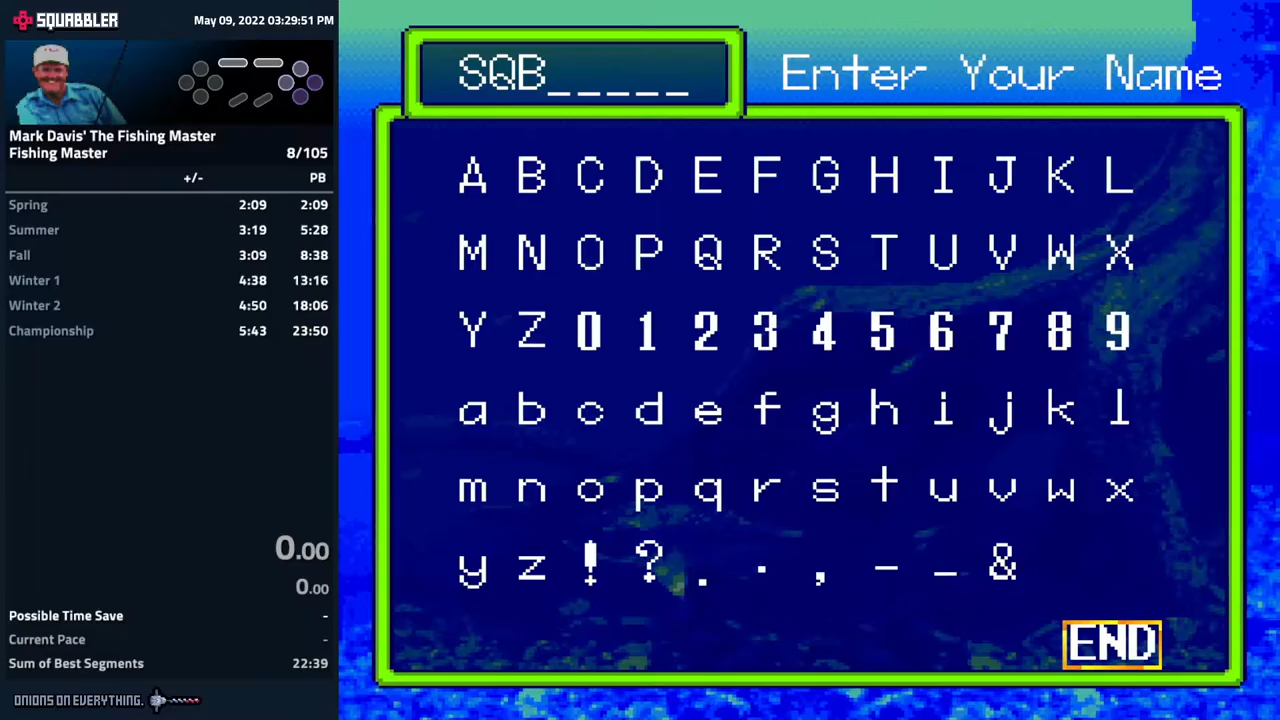 SQUABBLER
May 09, 2022 03:29:51 PM
Mark Davis' The Fishing Master
Fishing Master 8/105
+/- PB
Spring 2:09 2:09
Summer 3:19 5:28
Fall 3:09 8:38
Winter 1 4:38 13:16
Winter 2 4:50 18:06
Championship 5:43 23:50
0.00
0.00
Possible Time Save -
Current Pace -
Sum of Best Segments 22:39
ONIONS ON EVERYTHING.
SQB_____
Enter Your Name
A B C D E F G H I J K L
M N O P Q R S T U V W X
Y Z 0 1 2 3 4 5 6 7 8 9
a b c d e f g h i j k l
m n o p q r s t u v w x
y z ! ? . · , - _ &
END